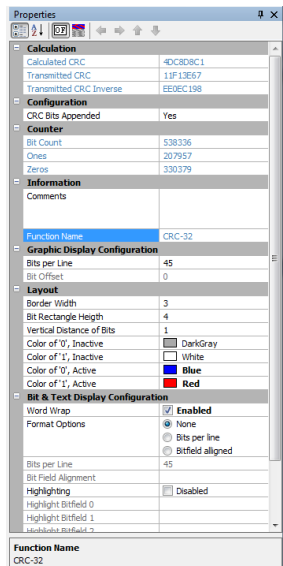 Properties
Calculation
Calculated CRC 4DC8D8C1
Transmitted CRC 11F13E67
Transmitted CRC Inverse EE0EC198
Configuration
CRC Bits Appended Yes
Counter
Bit Count 538336
Ones 207957
Zeros 330379
Information
Comments
Function Name CRC-32
Graphic Display Configuration
Bits per Line 45
Bit Offset 0
Layout
Border Width 3
Bit Rectangle Heigth 4
Vertical Distance of Bits 1
Color of '0', Inactive DarkGray
Color of '1', Inactive White
Color of '0', Active Blue
Color of '1', Active Red
Bit & Text Display Configuration
Word Wrap Enabled
Format Options None
Bits per line
Bitfield alligned
Bits per Line 45
Bit Field Alignment
Highlighting Disabled
Highlight Bitfield 0
Highlight Bitfield 1
Highlight Bitfield 2
Function Name
CRC-32